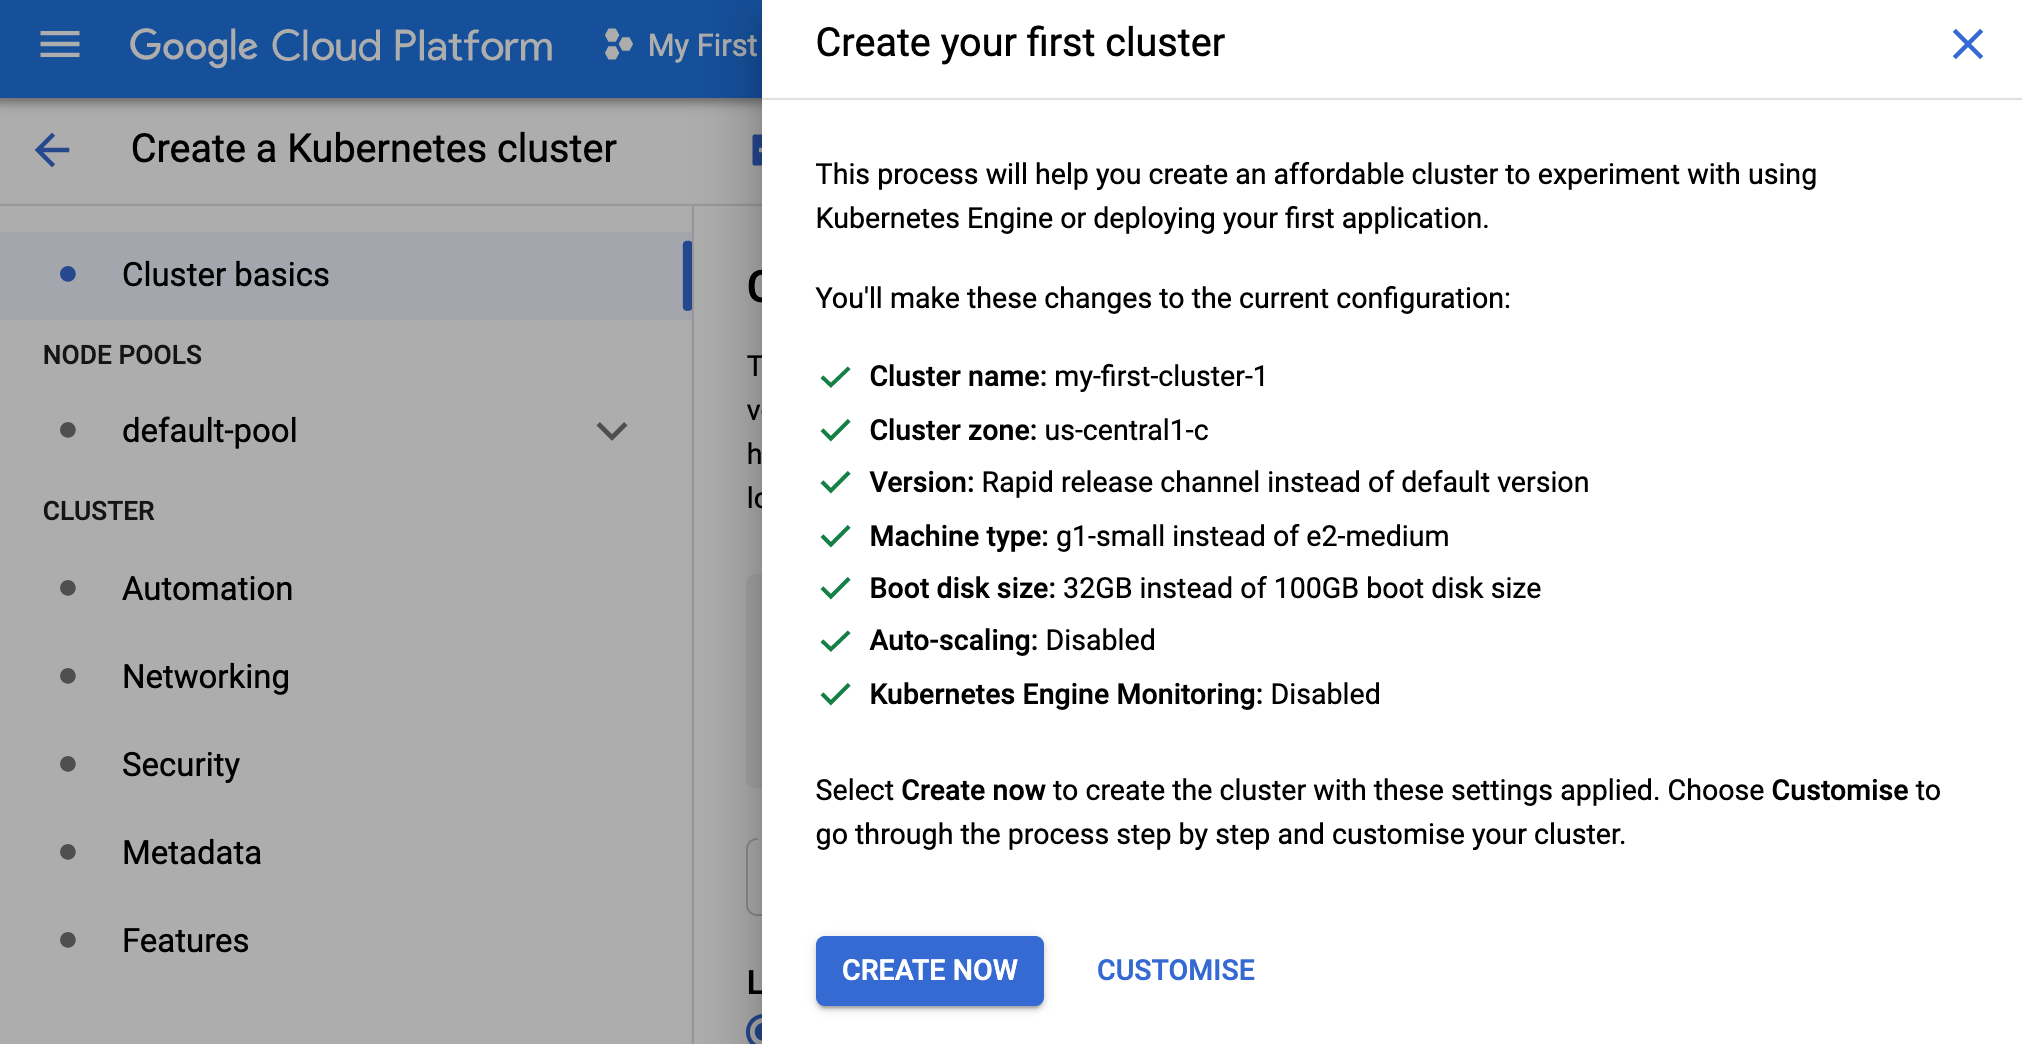 Google Cloud Platform
My First
Create a Kubernetes cluster
Cluster basics
NODE POOLS
default-pool
CLUSTER
Automation
Networking
Security
Metadata
Features
Create your first cluster
This process will help you create an affordable cluster to experiment with using
Kubernetes Engine or deploying your first application.
You'll make these changes to the current configuration:
Cluster name: my-first-cluster-1
Cluster zone: us-central1-c
Version: Rapid release channel instead of default version
Machine type: g1-small instead of e2-medium
Boot disk size: 32GB instead of 100GB boot disk size
Auto-scaling: Disabled
Kubernetes Engine Monitoring: Disabled
Select Create now to create the cluster with these settings applied. Choose Customise to
go through the process step by step and customise your cluster.
CREATE NOW
CUSTOMISE